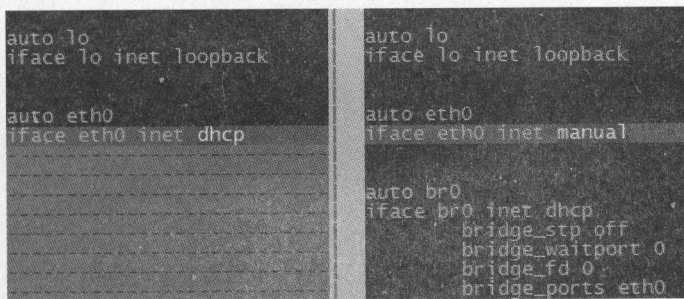 auto lo
iface lo inet loopback
auto eth0
iface eth0 inet dhcp
auto lo
iface lo inet loopback
auto eth0
iface eth0 inet manual
auto br0
iface br0 inet dhcp
bridge_stp off
bridge_waitport 0
bridge_fd 0
bridge_ports eth0